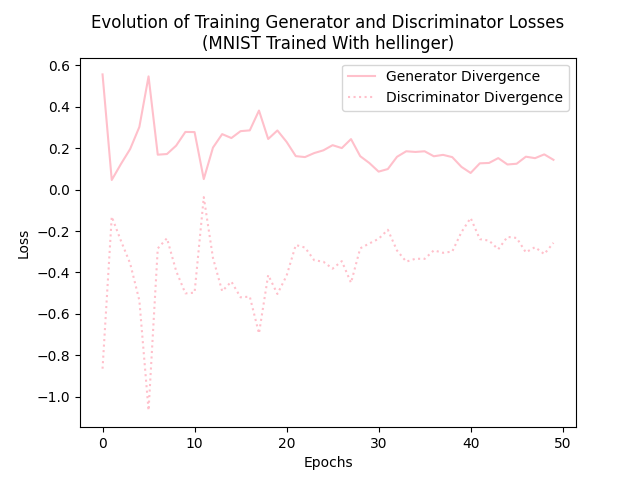 Evolution of Training Generator and Discriminator Losses
(MNIST Trained With hellinger)
Generator Divergence
Discriminator Divergence
Loss
0.6
0.4
0.2
0.0
−0.2
−0.4
−0.6
−0.8
−1.0
0 10 20 30 40 50
Epochs